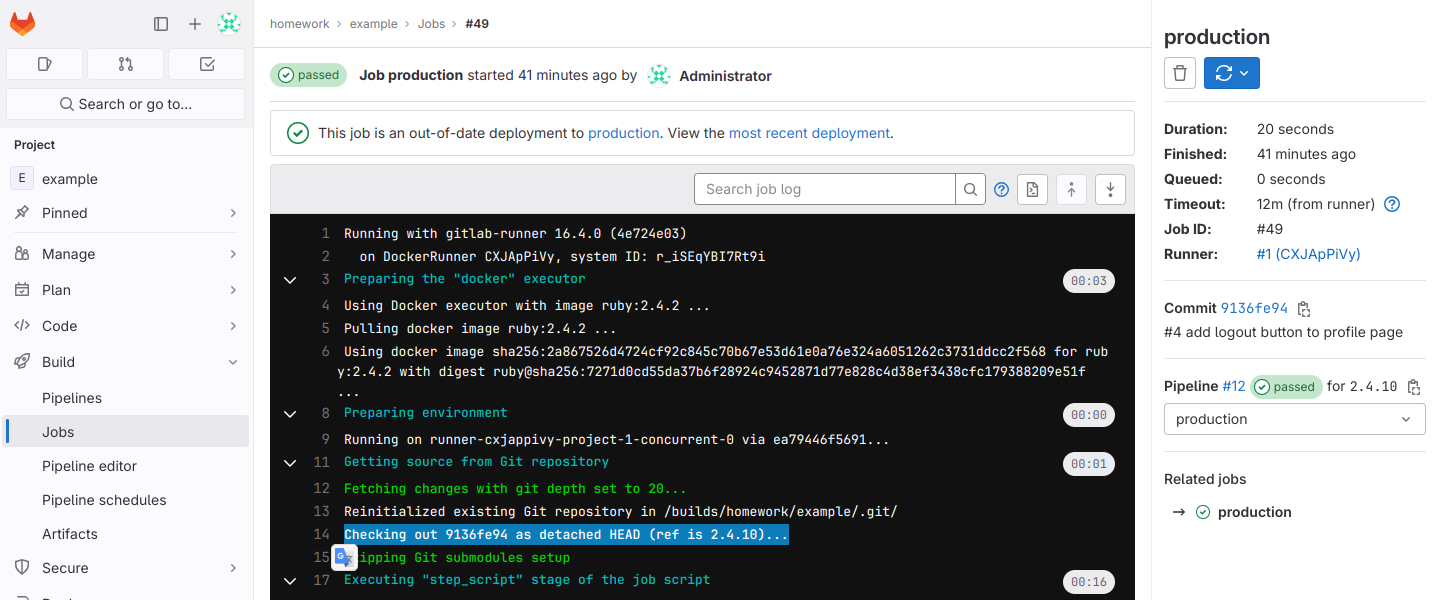 homework › example › Jobs › #49
Search or go to...
Project
E example
Pinned
Manage
Plan
Code
Build
Pipelines
Jobs
Pipeline editor
Pipeline schedules
Artifacts
Secure
passed Job production started 41 minutes ago by Administrator
This job is an out-of-date deployment to production. View the most recent deployment.
Search job log
1 Running with gitlab-runner 16.4.0 (4e724e03)
2 on DockerRunner CXJApPiVy, system ID: r_iSEqYBI7Rt9i
3 Preparing the "docker" executor 00:03
4 Using Docker executor with image ruby:2.4.2 ...
5 Pulling docker image ruby:2.4.2 ...
6 Using docker image sha256:2a867526d4724cf92c845c70b67e53d61e0a76e324a6051262c3731ddcc2f568 for rub
y:2.4.2 with digest ruby@sha256:7271d0cd55da37b6f28924c9452871d77e828c4d38ef3438cfc179388209e51f
...
8 Preparing environment 00:00
9 Running on runner-cxjappivy-project-1-concurrent-0 via ea79446f5691...
11 Getting source from Git repository 00:01
12 Fetching changes with git depth set to 20...
13 Reinitialized existing Git repository in /builds/homework/example/.git/
14 Checking out 9136fe94 as detached HEAD (ref is 2.4.10)...
15 ipping Git submodules setup
17 Executing "step_script" stage of the job script 00:16
production
Duration: 20 seconds
Finished: 41 minutes ago
Queued: 0 seconds
Timeout: 12m (from runner)
Job ID: #49
Runner: #1 (CXJApPiVy)
Commit 9136fe94
#4 add logout button to profile page
Pipeline #12 passed for 2.4.10
production
Related jobs
→ production